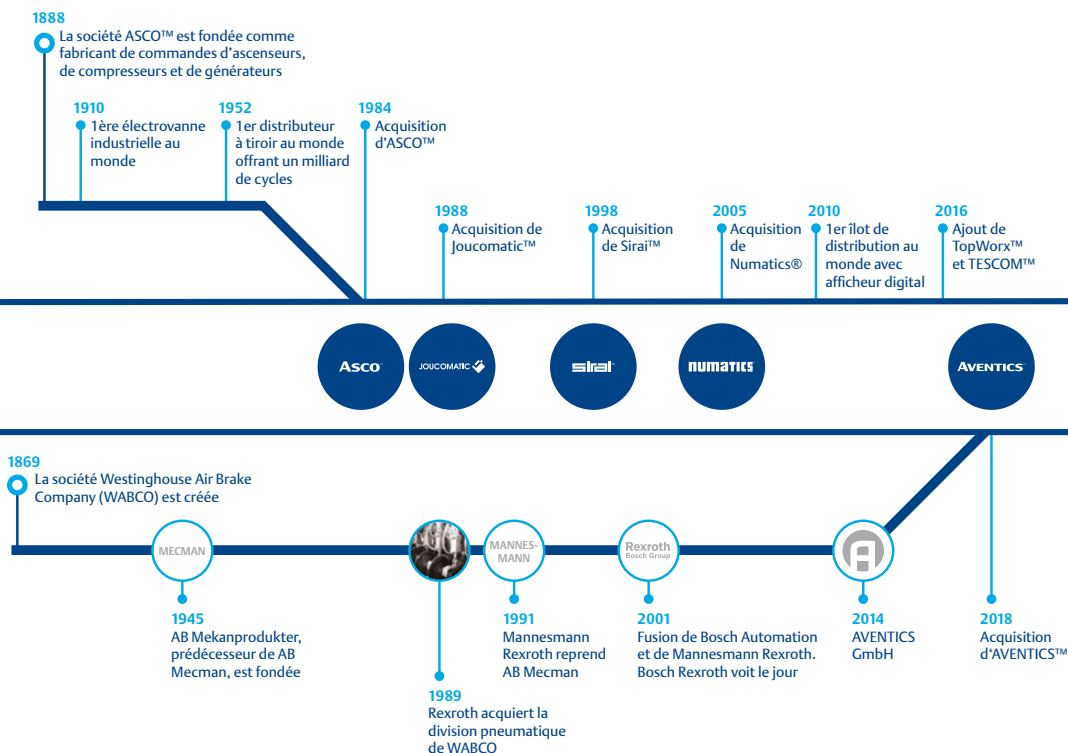 1888
La société ASCO™ est fondée comme
fabricant de commandes d'ascenseurs,
de compresseurs et de générateurs
1910
1ère électrovanne
industrielle au
monde
1952
1er distributeur
à tiroir au monde
offrant un milliard
de cycles
1984
Acquisition
d'ASCO™
1988
Acquisition de
Joucomatic™
1998
Acquisition
de Sirai™
2005
Acquisition
de
Numatics®
2010
1er îlot de
distribution au
monde avec
afficheur digital
2016
Ajout de
TopWorx™
et TESCOM™
ASCO™
JOUCOMATIC
sirai
numatics
AVENTICS™
1869
La société Westinghouse Air Brake
Company (WABCO) est créée
MECMAN
MANNES-
MANN
Rexroth
Bosch Group
1945
AB Mekanprodukter,
prédécesseur de AB
Mecman, est fondée
1989
Rexroth acquiert la
division pneumatique
de WABCO
1991
Mannesmann
Rexroth reprend
AB Mecman
2001
Fusion de Bosch Automation
et de Mannesmann Rexroth.
Bosch Rexroth voit le jour
2014
AVENTICS
GmbH
2018
Acquisition
d'AVENTICS™